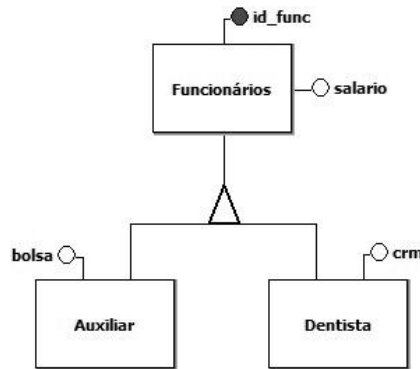 id_func
Funcionários
salario
bolsa
crm
Auxiliar
Dentista